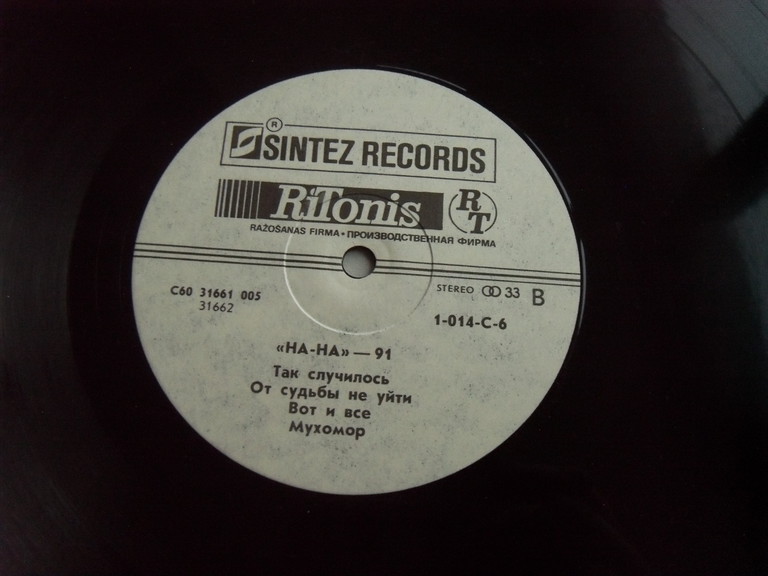 ®
SINTEZ RECORDS
RiTonis RT
RAŽOŠANAS FIRMA • ПРОИЗВОДСТВЕННАЯ ФИРМА
С60 31661 005
31662
STEREO 33 B
1-014-C-6
«НА-НА» — 91
Так случилось
От судьбы не уйти
Вот и все
Мухомор